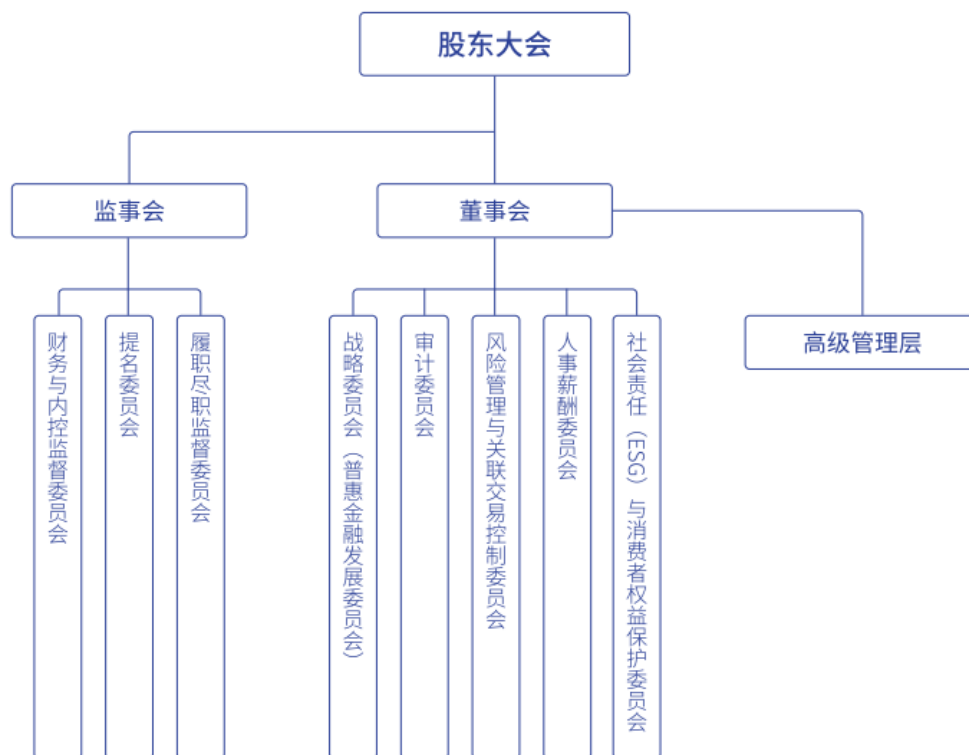 股东大会
监事会
董事会
高级管理层
财务与内控监督委员会
提名委员会
履职尽职监督委员会
战略委员会（普惠金融发展委员会）
审计委员会
风险管理与关联交易控制委员会
人事薪酬委员会
社会责任（ESG）与消费者权益保护委员会